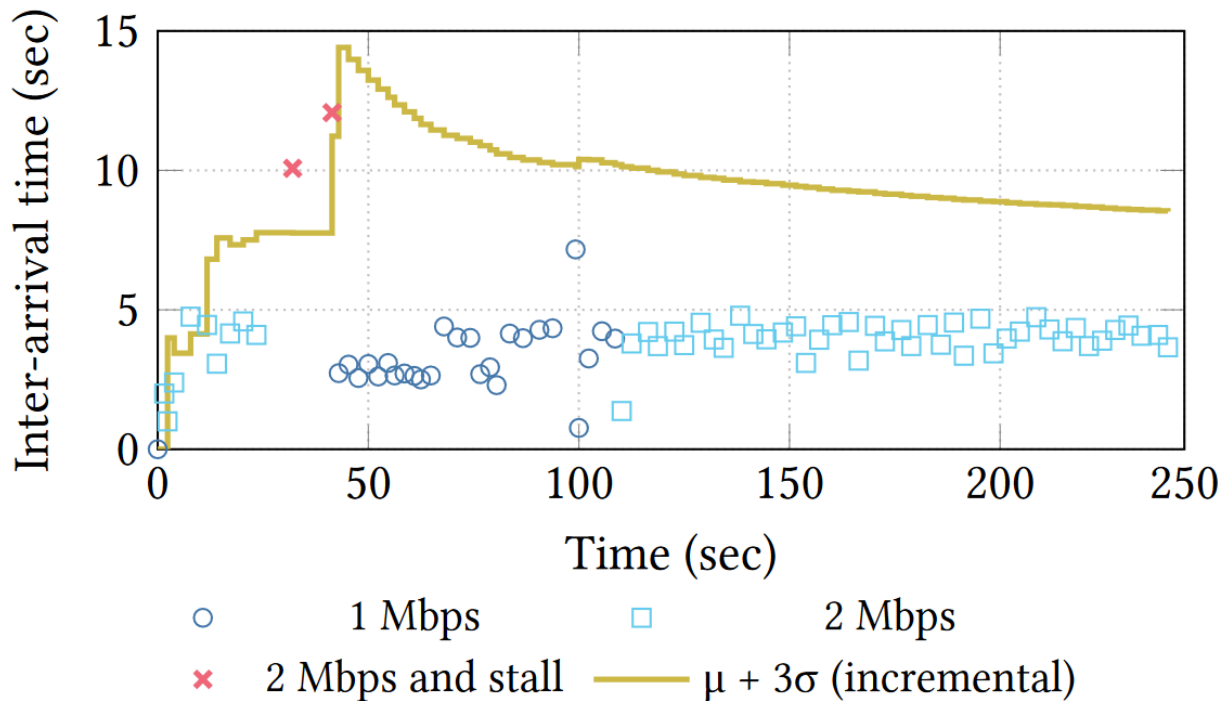 Inter-arrival time (sec)
15
10
5
0
0 50 100 150 200 250
Time (sec)
1 Mbps 2 Mbps
2 Mbps and stall μ + 3σ (incremental)